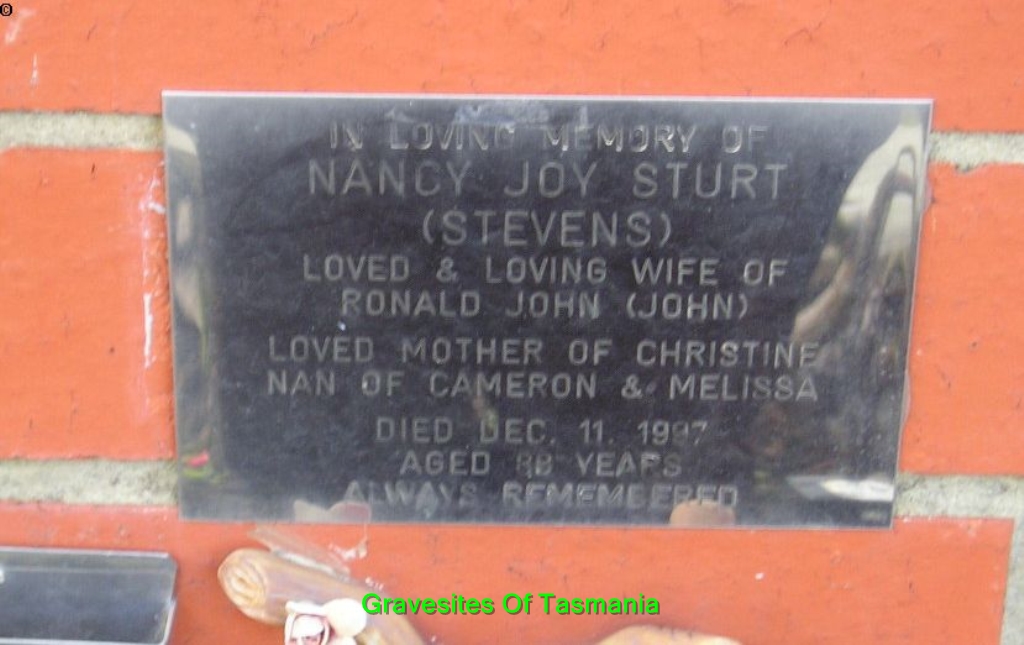 ©
IN LOVING MEMORY OF
NANCY JOY STURT
(STEVENS)
LOVED & LOVING WIFE OF
RONALD JOHN (JOHN)
LOVED MOTHER OF CHRISTINE
NAN OF CAMERON & MELISSA
DIED DEC. 11. 1997
AGED YEARS
ALWAYS REMEMBERED
Gravesites Of Tasmania